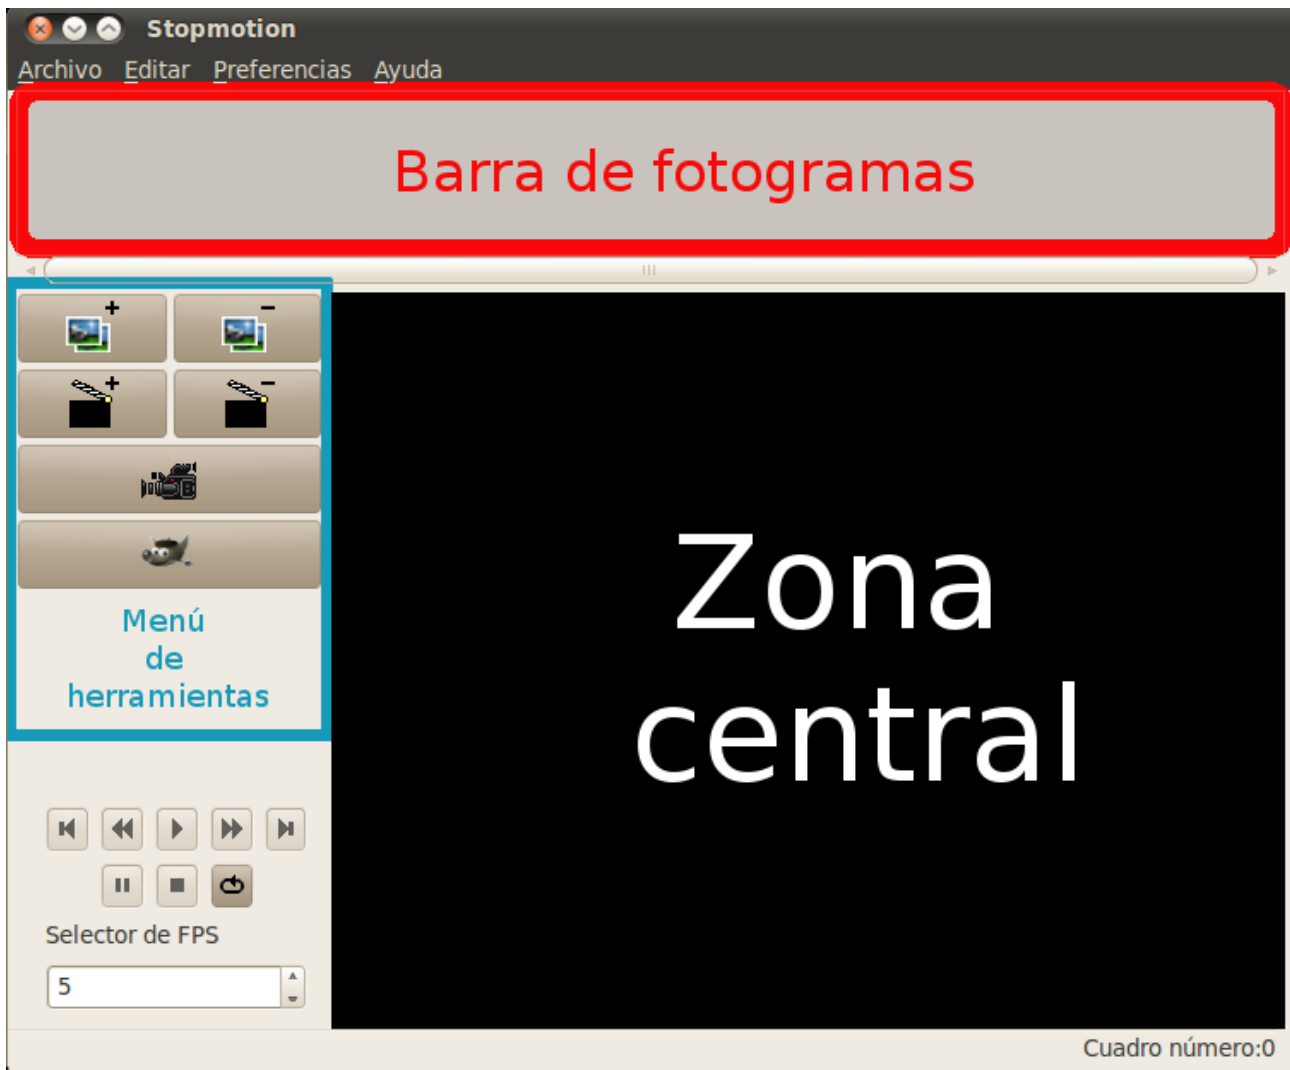 Stopmotion
Archivo Editar Preferencias Ayuda
Barra de fotogramas
Menú
de
herramientas
Zona
central
Selector de FPS
5
Cuadro número:0